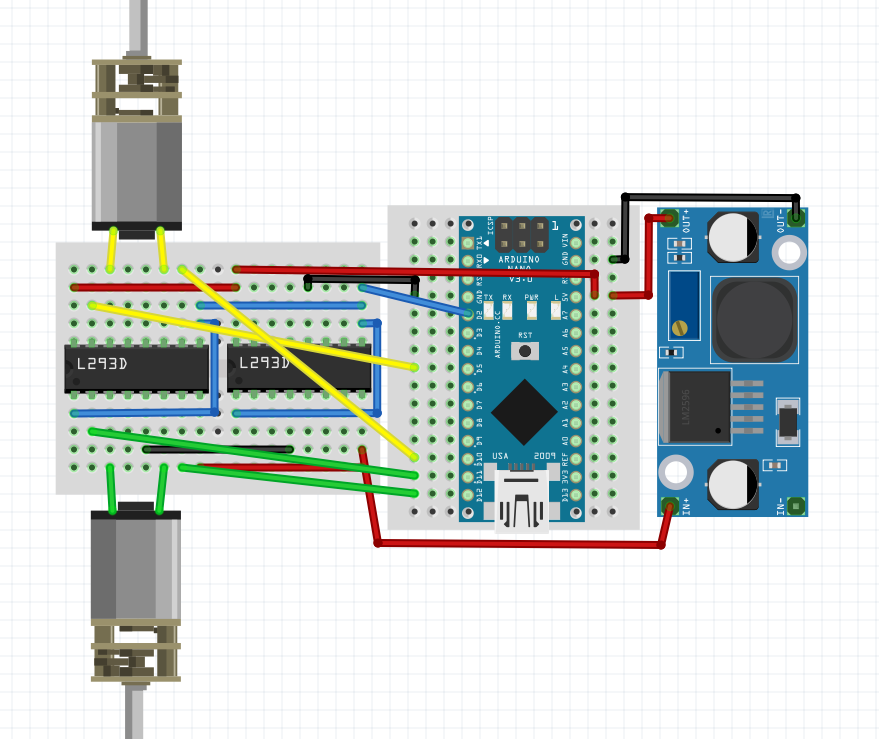 L293D
L293D
ICSP
1
TX1
RX0
RS
GND
D2
D3
D4
D5
D6
D7
D8
D9
D10
D11
D12
ARDUINO
NANO
V3.0
TX
RX
PWR
L
ARDUINO.CC
RST
USA
2009
VIN
GND
RS
5V
A7
A6
A5
A4
A3
A2
A1
A0
REF
3V3
D13
OUT+
OUT-
LM2596
IN+
IN-